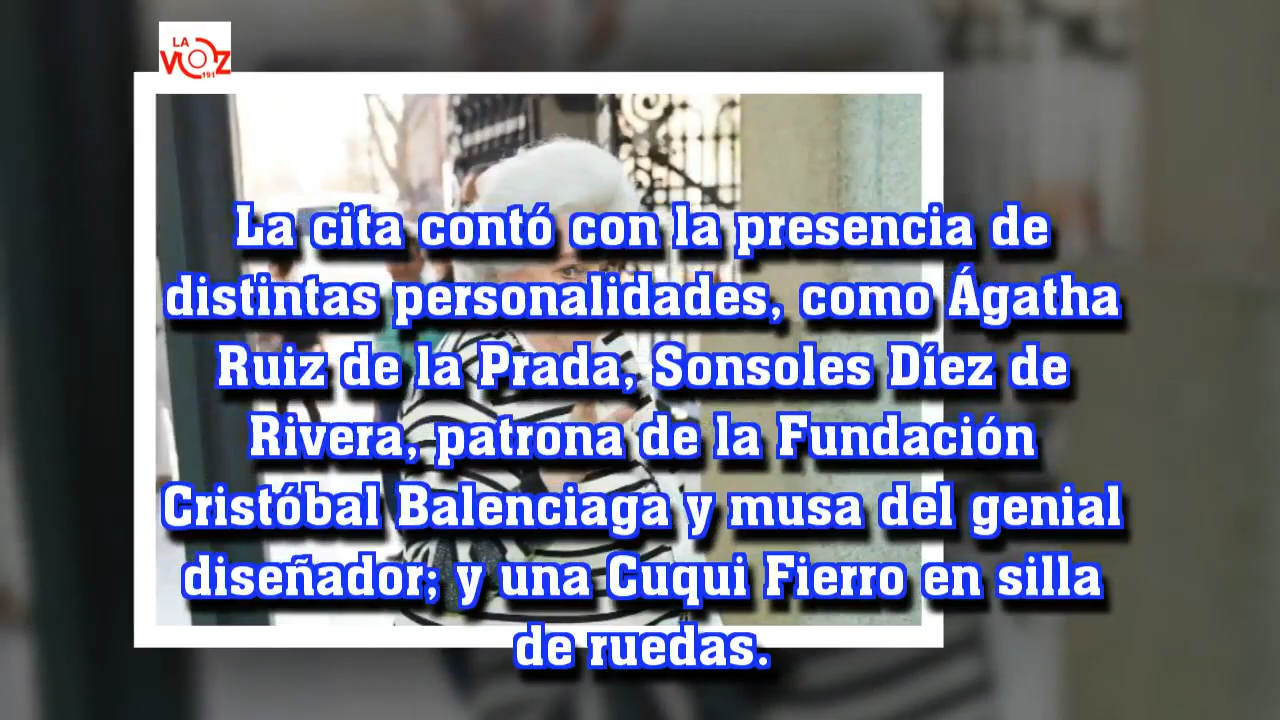 LA
VOZ
191
La cita contó con la presencia de
distintas personalidades, como Ágatha
Ruiz de la Prada, Sonsoles Díez de
Rivera, patrona de la Fundación
Cristóbal Balenciaga y musa del genial
diseñador; y una Cuqui Fierro en silla
de ruedas.